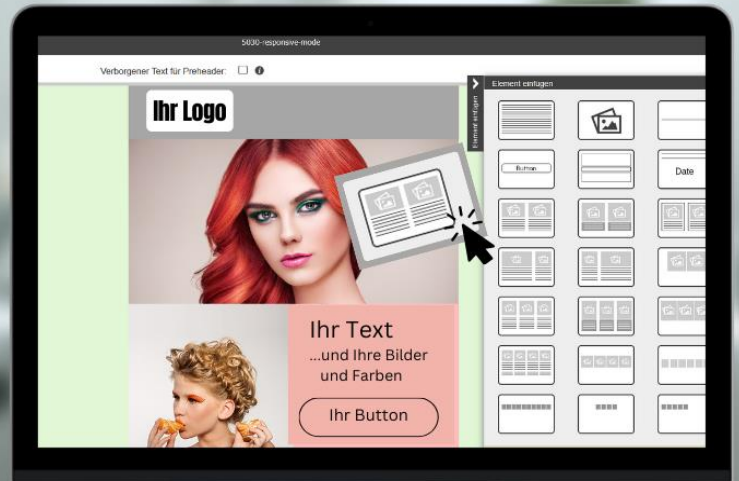 5030-responsive-mode
Verborgener Text für Preheader:
Element einfügen
Element einfügen
Ihr Logo
Button
Date
Ihr Text
...und Ihre Bilder
und Farben
Ihr Button